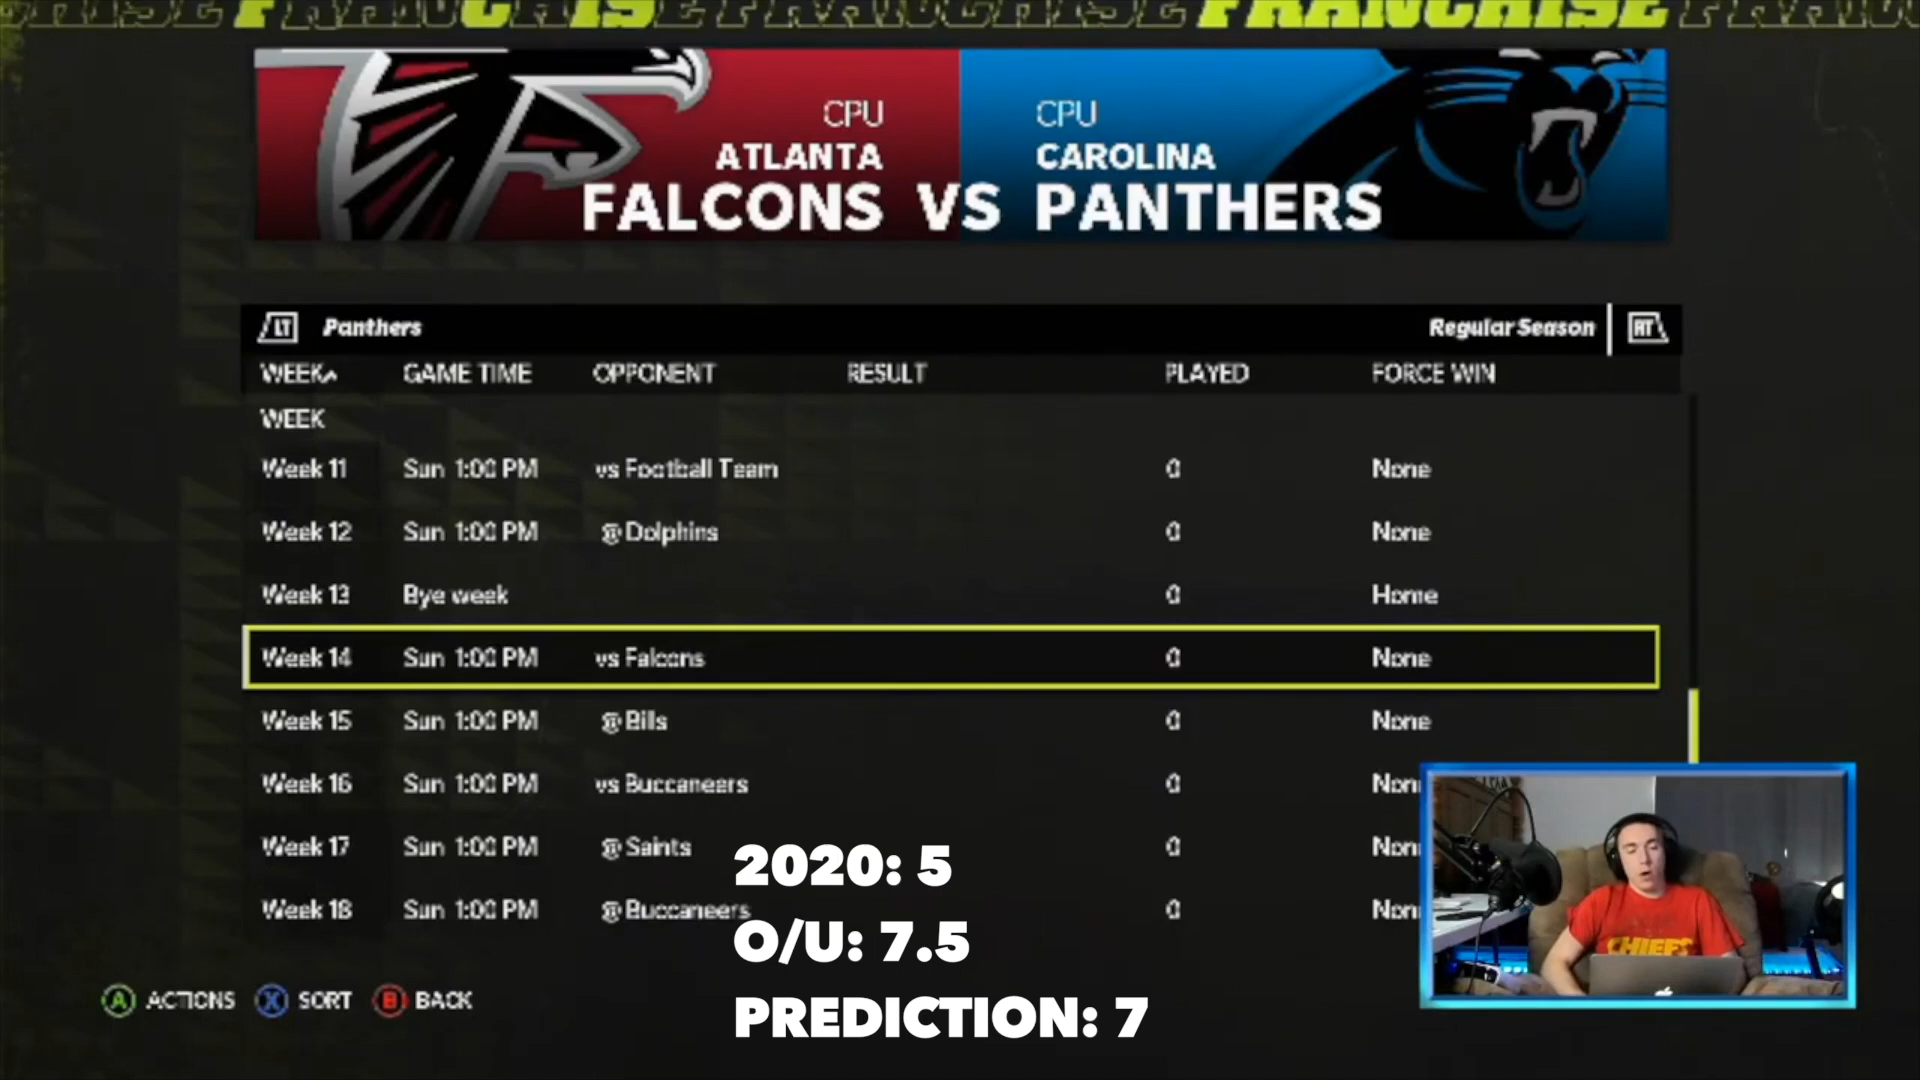 FRANCHISE FRANCHISE FRANCHISE
CPU
ATLANTA
FALCONS VS PANTHERS
CPU
CAROLINA
LT Panthers Regular Season RT
WEEK GAME TIME OPPONENT RESULT PLAYED FORCE WIN
WEEK
Week 11 Sun 1:00 PM vs Football Team 0 None
Week 12 Sun 1:00 PM @ Dolphins 0 None
Week 13 Bye week 0 Home
Week 14 Sun 1:00 PM vs Falcons 0 None
Week 15 Sun 1:00 PM @ Bills 0 None
Week 16 Sun 1:00 PM vs Buccaneers 0 Non
Week 17 Sun 1:00 PM @ Saints 0 Non
Week 18 Sun 1:00 PM @ Buccaneers 0 Non
2020: 5
O/U: 7.5
PREDICTION: 7
CHIEFS
A ACTIONS X SORT B BACK